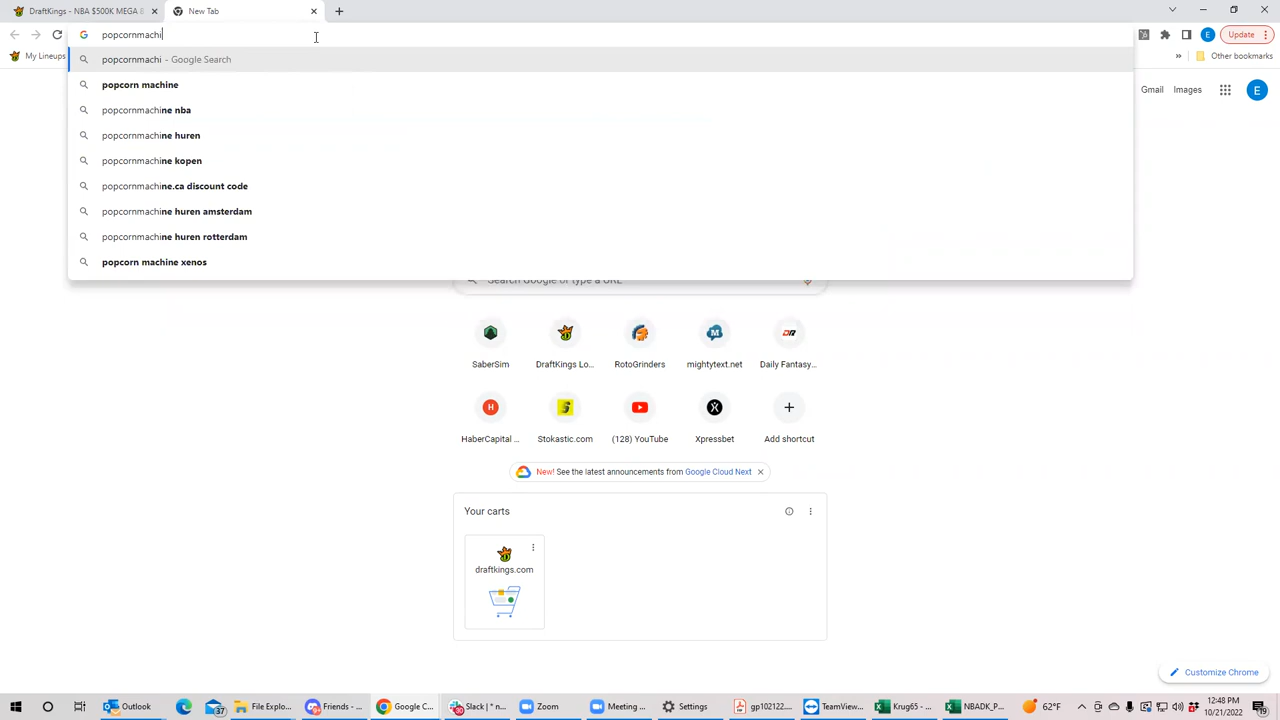 DraftKings - NBA $500K MEGA 8
New Tab
popcornmachi
Update
My Lineups
Other bookmarks
popcornmachi - Google Search
popcorn machine
popcornmachine nba
popcornmachine huren
popcornmachine kopen
popcornmachine.ca discount code
popcornmachine huren amsterdam
popcornmachine huren rotterdam
popcorn machine xenos
Gmail Images E
Search Google or type a URL
SaberSim DraftKings Lo... RotoGrinders mightytext.net Daily Fantasy...
HaberCapital ... Stokastic.com (128) YouTube Xpressbet Add shortcut
New! See the latest announcements from Google Cloud Next
Your carts
draftkings.com
Customize Chrome
Outlook 37 File Explo... Friends - ... Google C... Slack | * n... Zoom Meeting ... Settings gp102122... TeamView... Krug65 - ... NBADK_P... 62°F 12:48 PM
10/21/2022